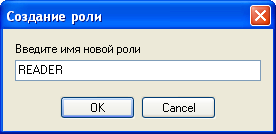 Создание роли
Введите имя новой роли
READER
OK
Cancel